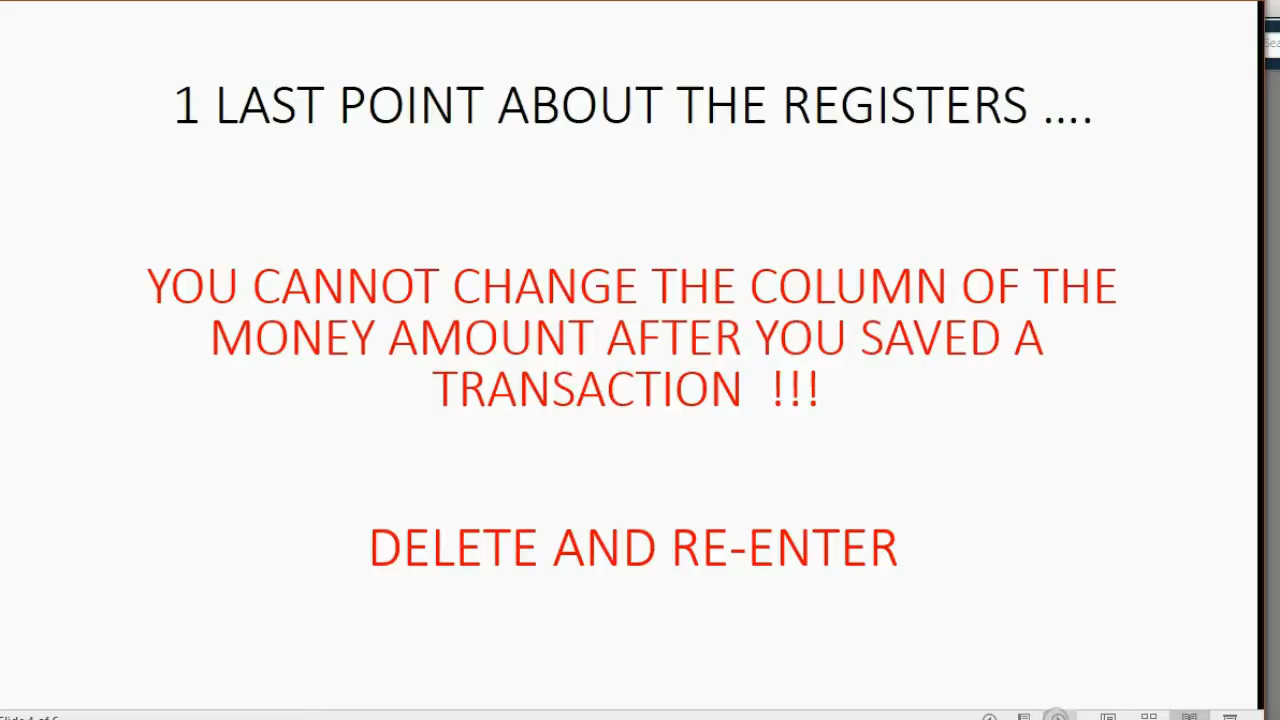 1 LAST POINT ABOUT THE REGISTERS ....
YOU CANNOT CHANGE THE COLUMN OF THE
MONEY AMOUNT AFTER YOU SAVED A
TRANSACTION !!!
DELETE AND RE-ENTER